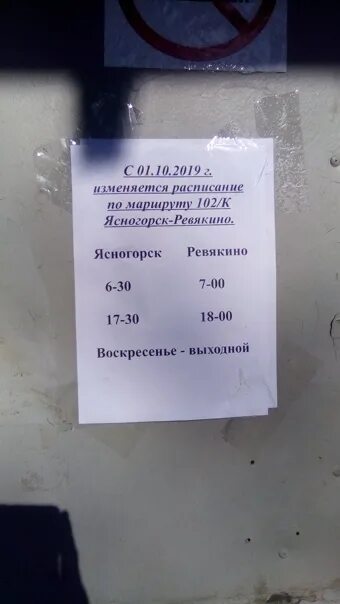 С 01.10.2019 г.
изменяется расписание
по маршруту 102/К
Ясногорск-Ревякино.
Ясногорск Ревякино
6-30 7-00
17-30 18-00
Воскресенье - выходной